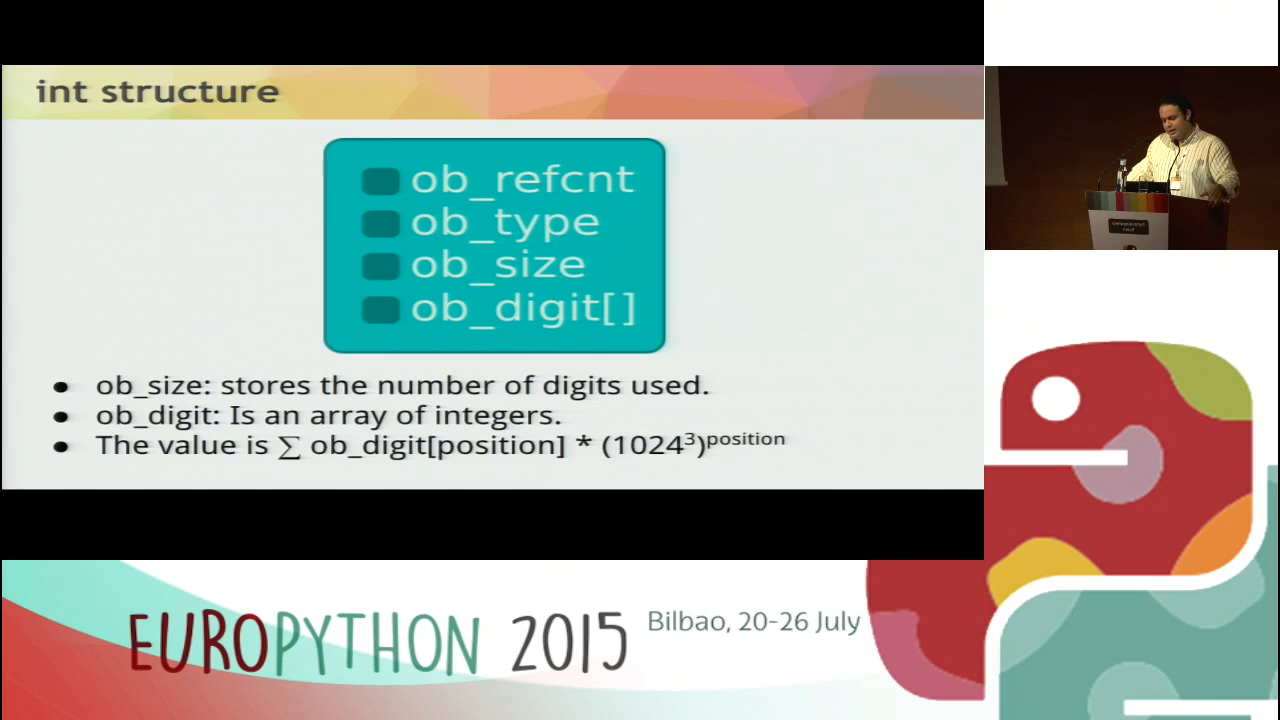 int structure
ob_refcnt
ob_type
ob_size
ob_digit[]
ob_size: stores the number of digits used.
ob_digit: Is an array of integers.
The value is ∑ ob_digit[position] * (1024³)ᵖᵒˢⁱᵗⁱᵒⁿ
EUROPYTHON 2015 Bilbao, 20-26 July